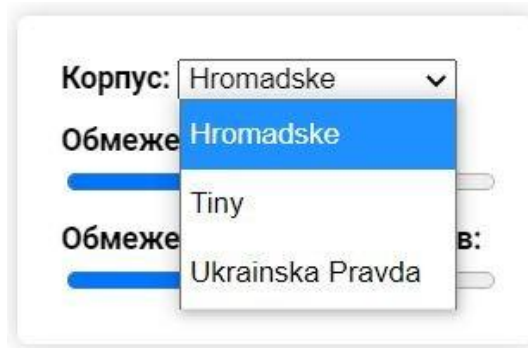 Корпус: Hromadske
Обмеже
Hromadske
Tiny
Обмеже в:
Ukrainska Pravda